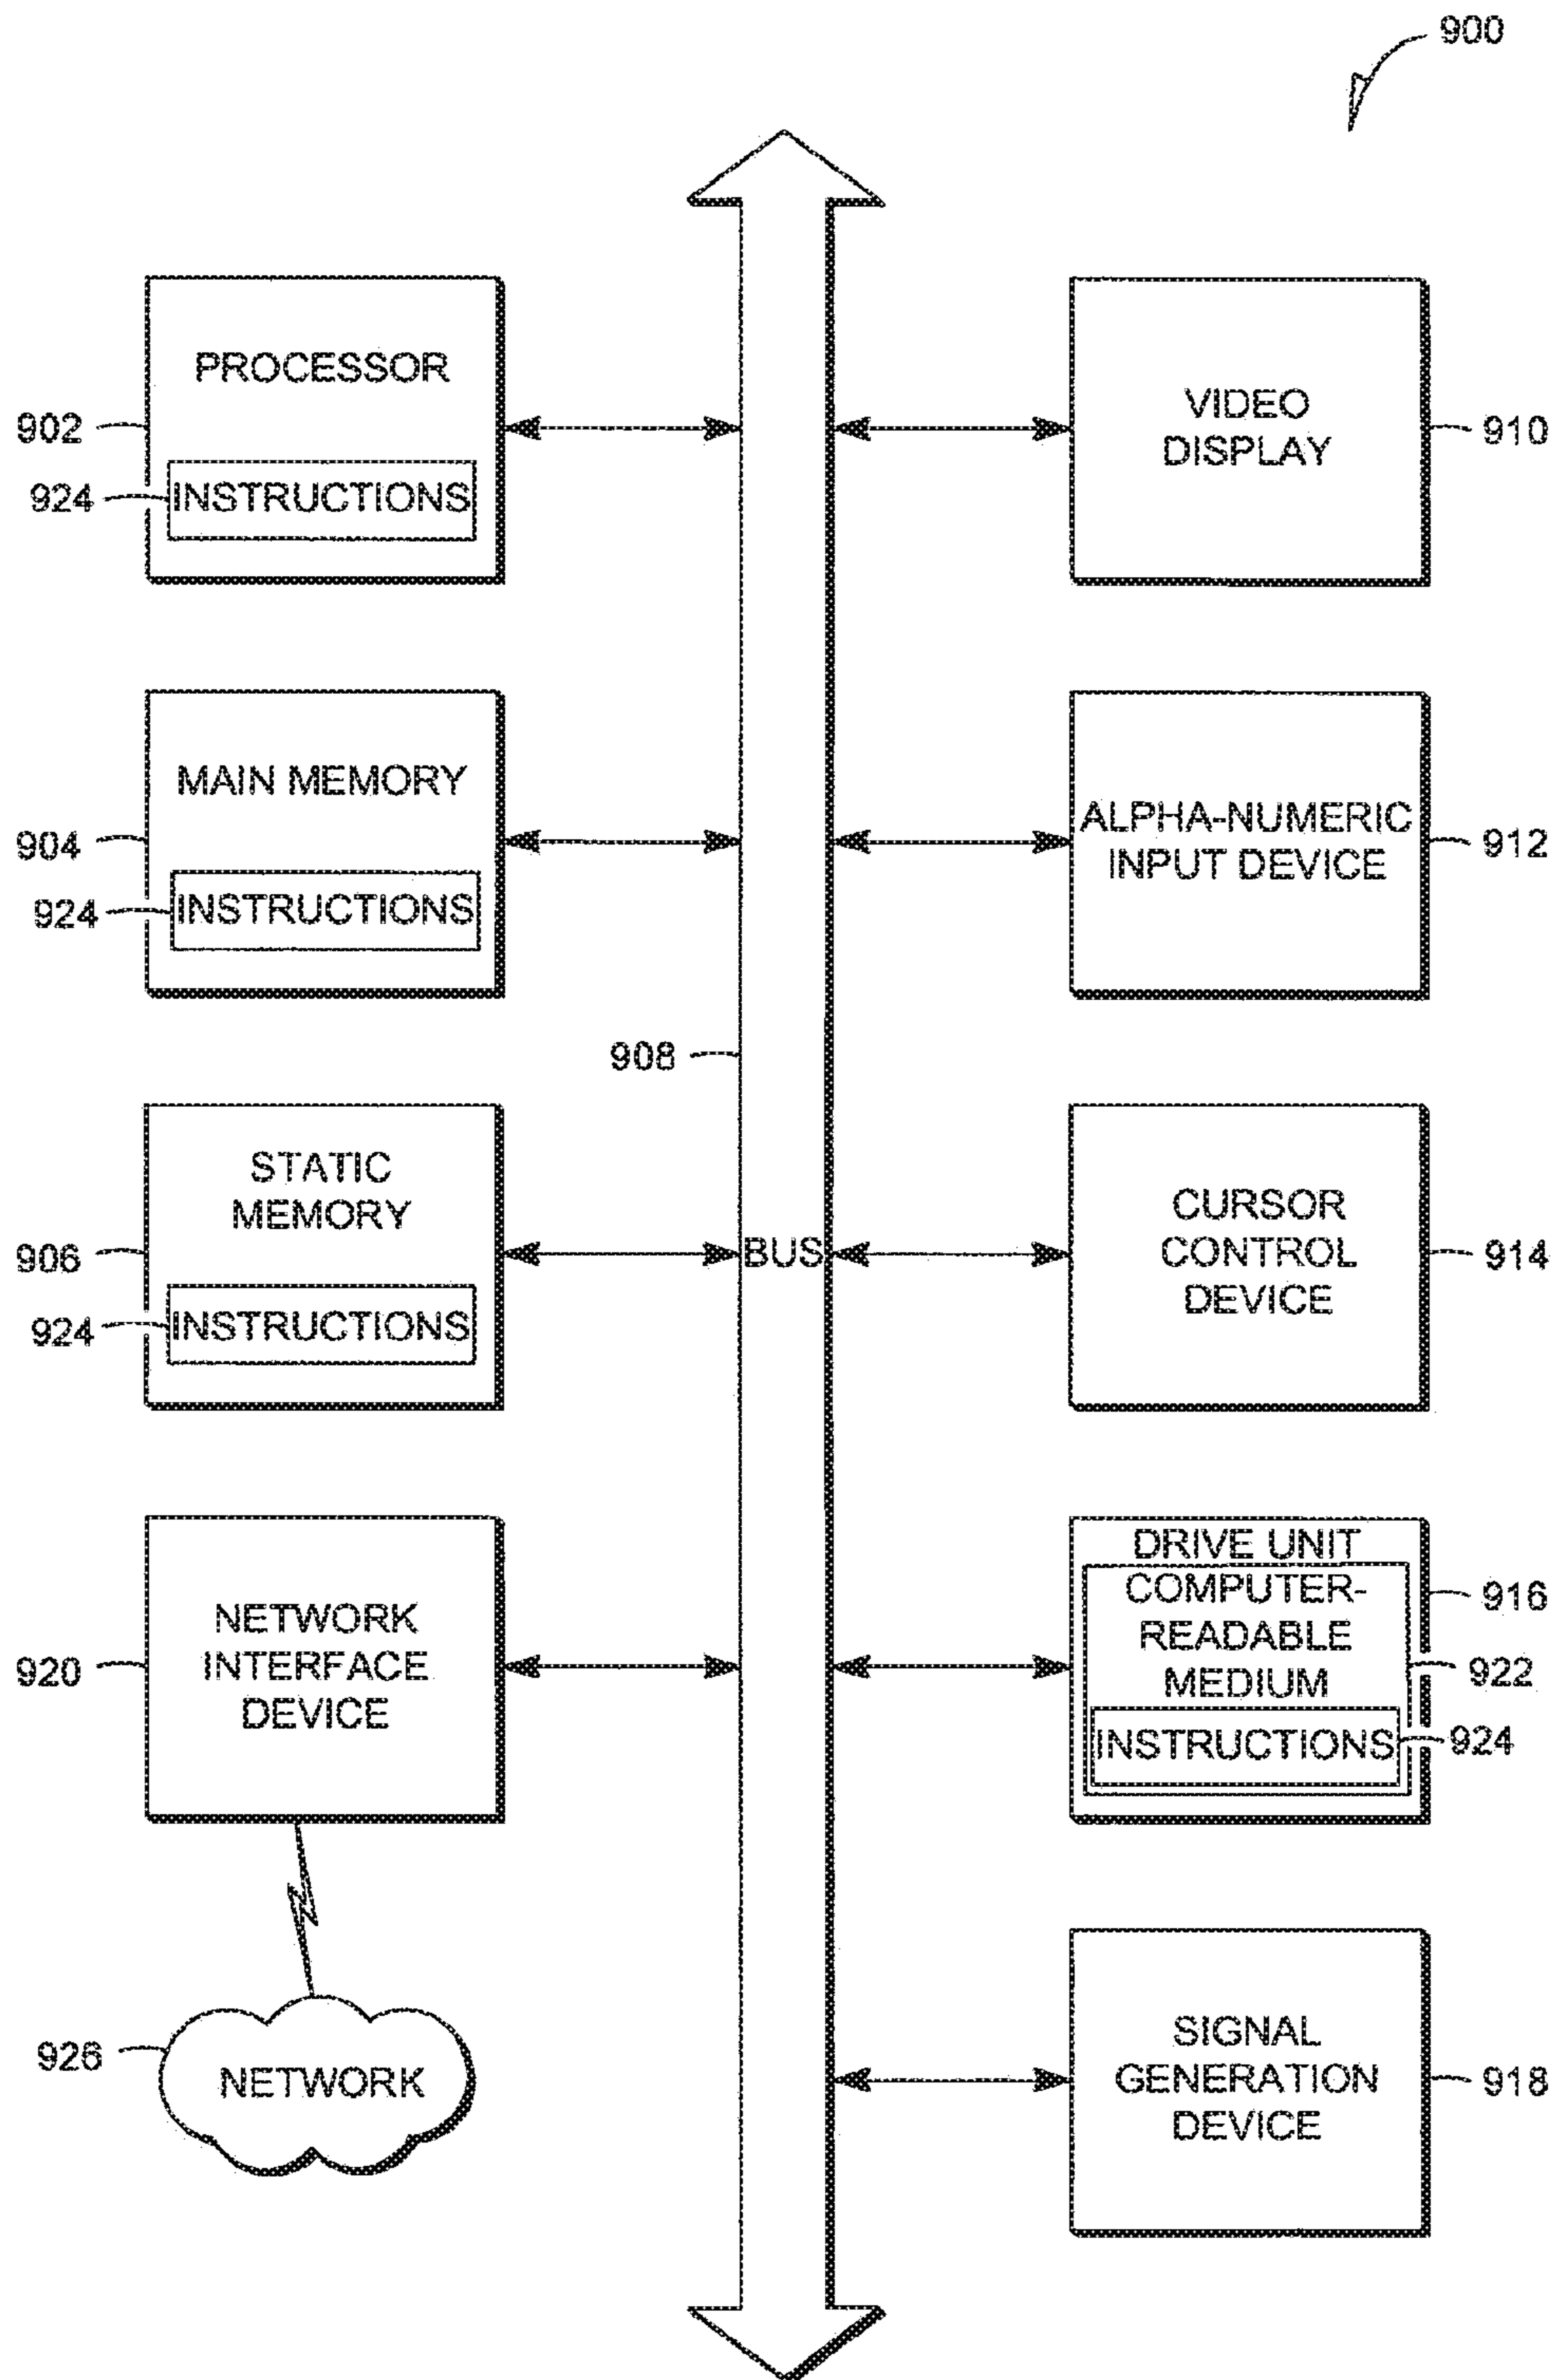 900
PROCESSOR
902
924
INSTRUCTIONS
VIDEO
DISPLAY
910
MAIN MEMORY
904
924
INSTRUCTIONS
ALPHA-NUMERIC
INPUT DEVICE
912
908
STATIC
MEMORY
906
924
INSTRUCTIONS
BUS
CURSOR
CONTROL
DEVICE
914
NETWORK
INTERFACE
DEVICE
920
DRIVE UNIT
COMPUTER-
READABLE
MEDIUM
916
922
INSTRUCTIONS
924
926
NETWORK
SIGNAL
GENERATION
DEVICE
918